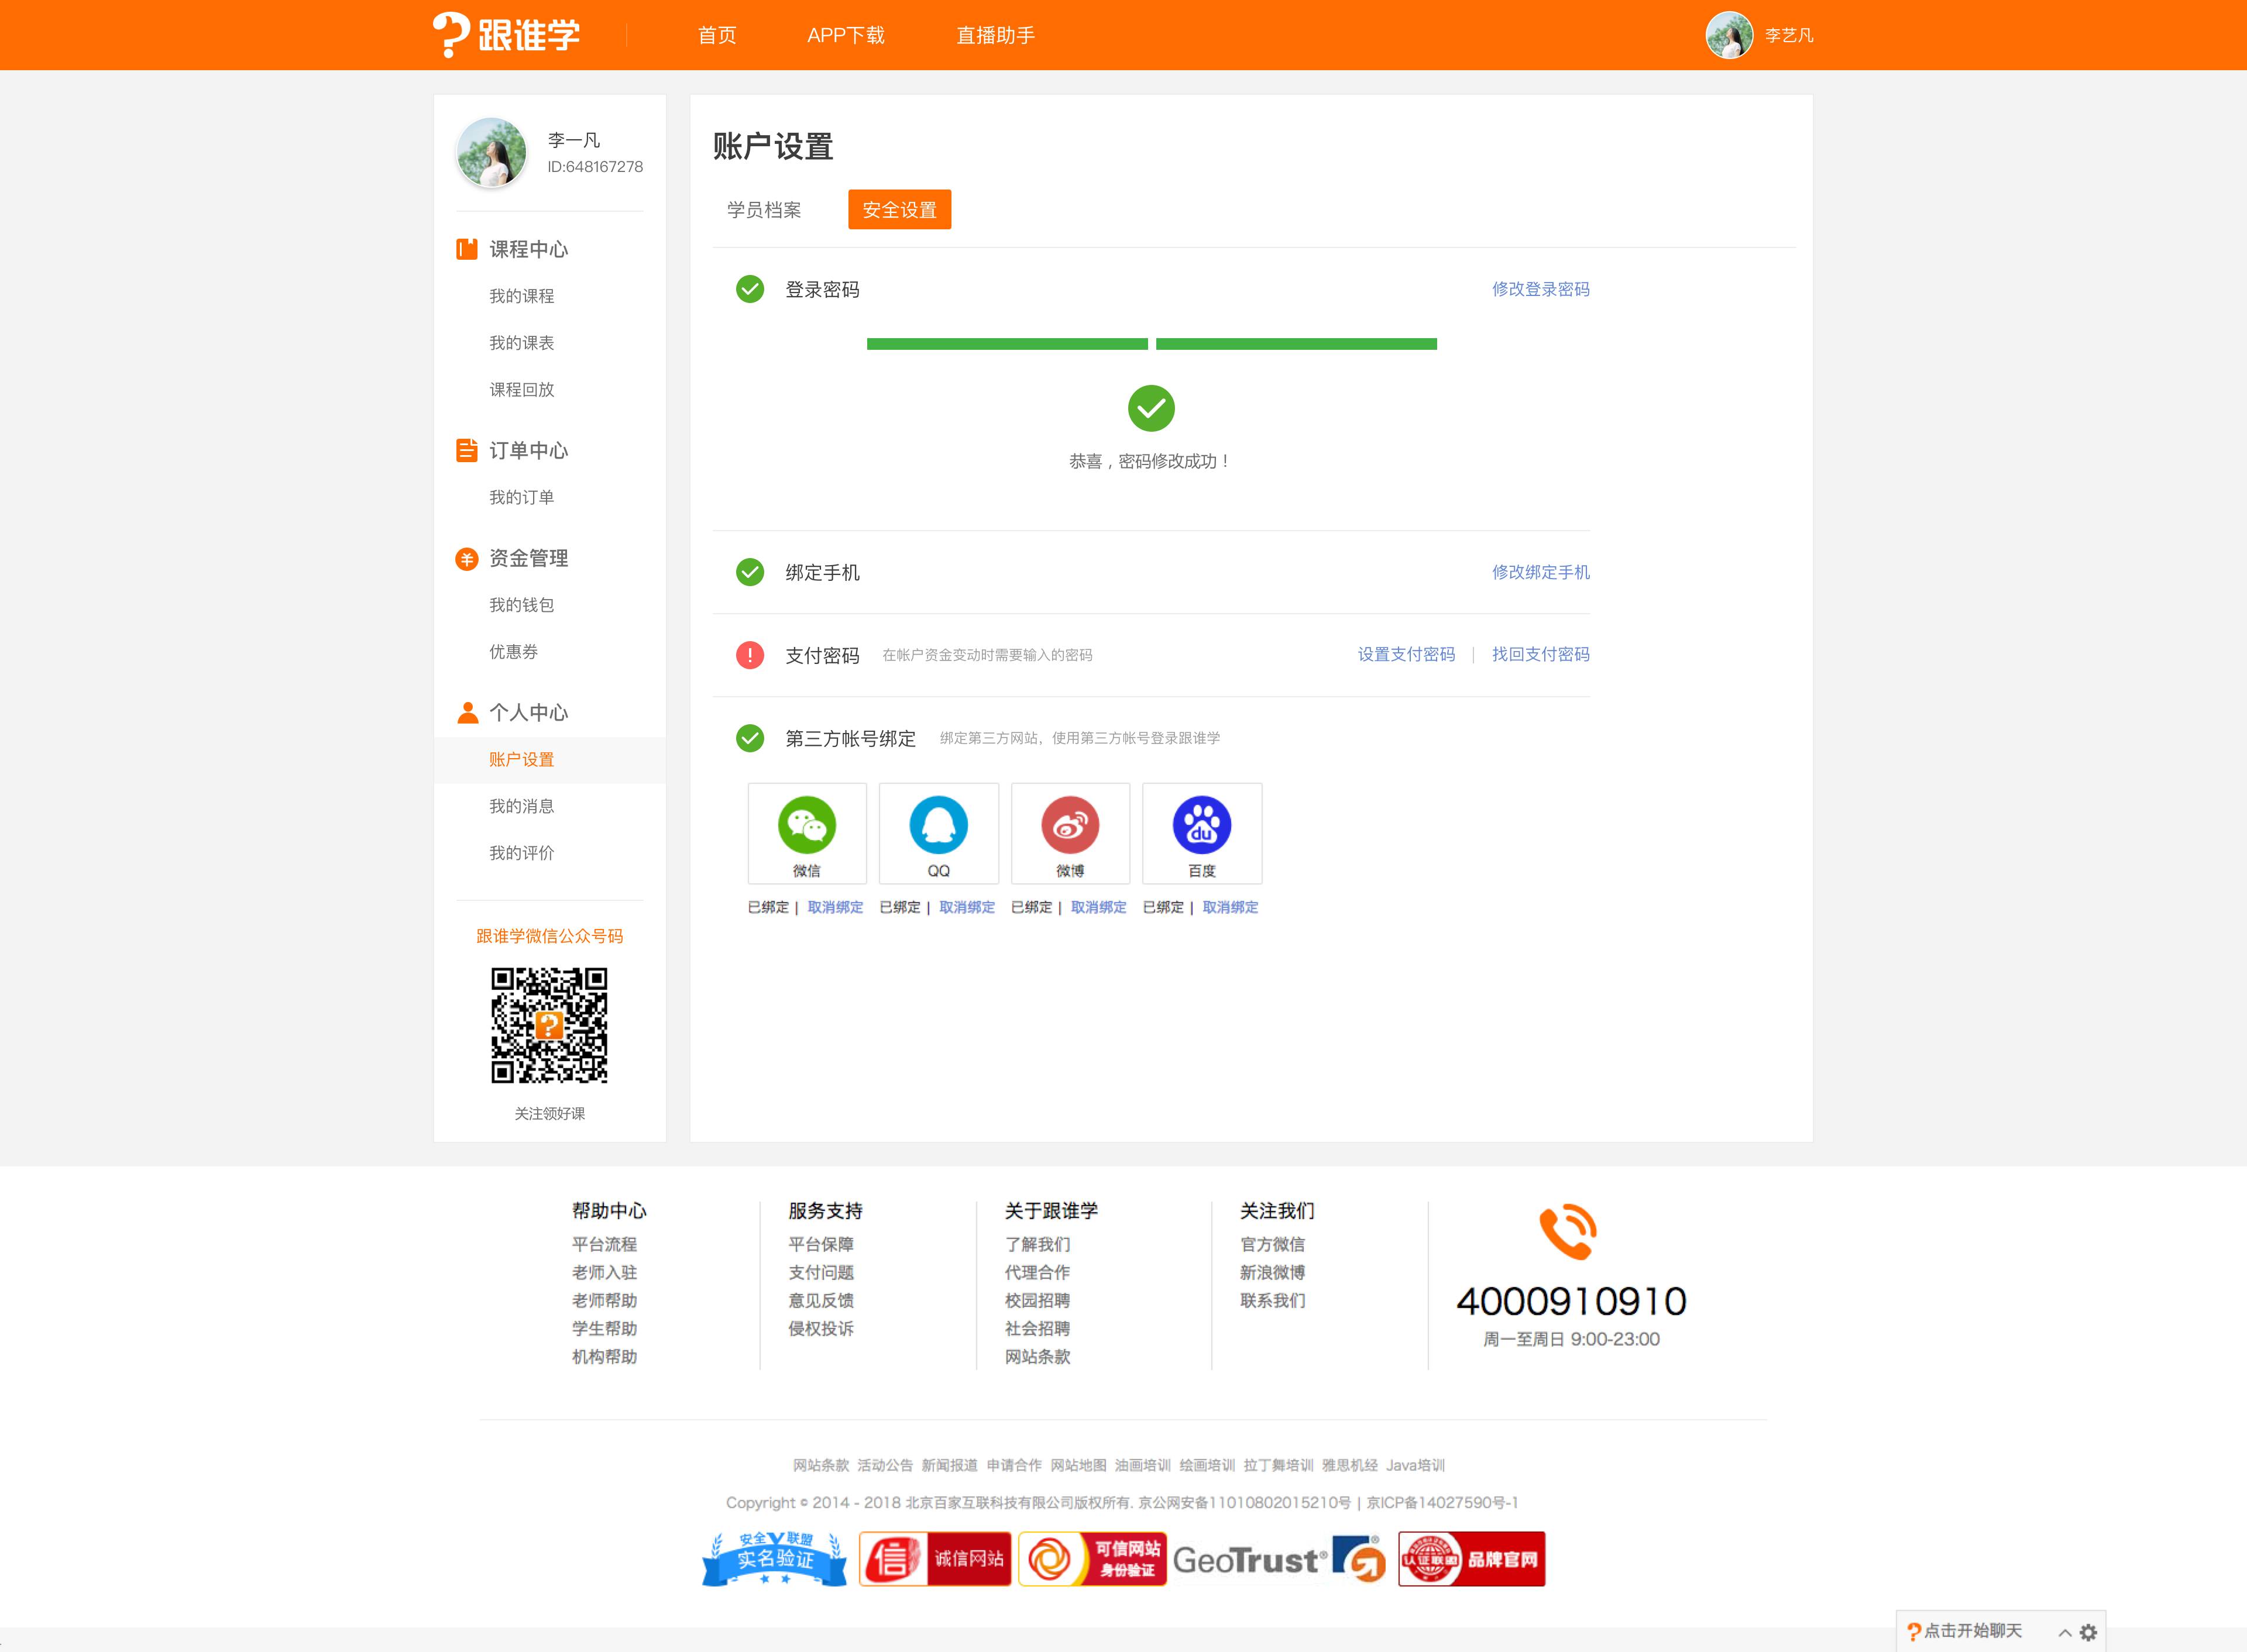 跟谁学 首页 APP下载 直播助手 李艺凡
李一凡
ID:648167278
课程中心
我的课程
我的课表
课程回放
订单中心
我的订单
资金管理
我的钱包
优惠券
个人中心
账户设置
我的消息
我的评价
跟谁学微信公众号码
关注领好课
账户设置
学员档案 安全设置
登录密码 修改登录密码
恭喜，密码修改成功！
绑定手机 修改绑定手机
支付密码 在帐户资金变动时需要输入的密码 设置支付密码 | 找回支付密码
第三方帐号绑定 绑定第三方网站，使用第三方帐号登录跟谁学
du
微信 QQ 微博 百度
已绑定 | 取消绑定 已绑定 | 取消绑定 已绑定 | 取消绑定 已绑定 | 取消绑定
帮助中心
平台流程
老师入驻
老师帮助
学生帮助
机构帮助
服务支持
平台保障
支付问题
意见反馈
侵权投诉
关于跟谁学
了解我们
代理合作
校园招聘
社会招聘
网站条款
关注我们
官方微信
新浪微博
联系我们
4000910910
周一至周日 9:00-23:00
网站条款 活动公告 新闻报道 申请合作 网站地图 油画培训 绘画培训 拉丁舞培训 雅思机经 Java培训
Copyright © 2014 - 2018 北京百家互联科技有限公司版权所有. 京公网安备11010802015210号 | 京ICP备14027590号-1
安全联盟
实名验证
信 诚信网站
可信网站
身份验证
GeoTrust®
认证联盟 品牌官网
点击开始聊天